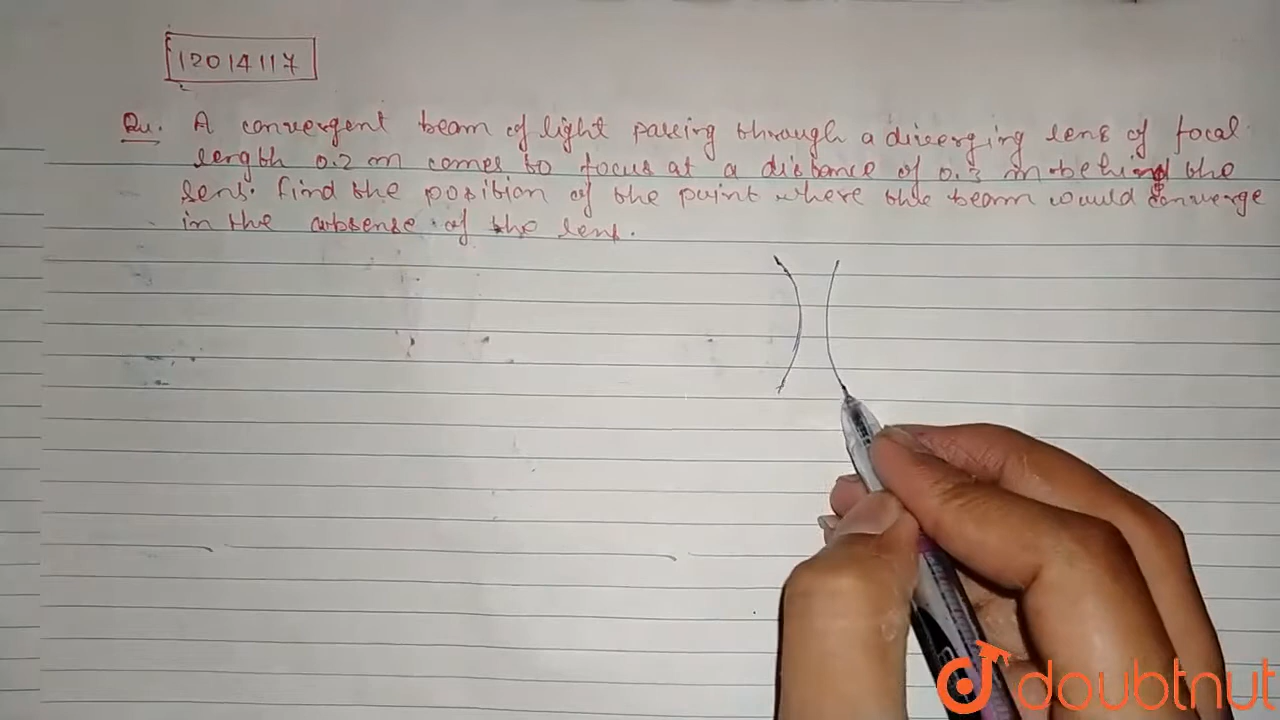 12014117
Qu. A convergent beam of light passing through a diverging lens of focal
length 0.2 m comes to focus at a distance of 0.3 m behind the
lens. find the position of the point where the beam would converge
in the absense of the lens.
doubtnut